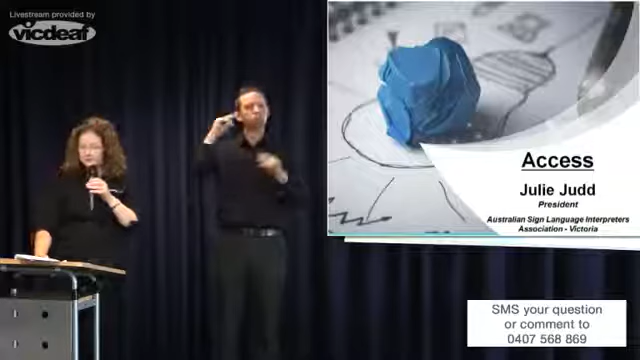 Livestream provided by
vicdeaf
Access
Julie Judd
President
Australian Sign Language Interpreters
Association - Victoria
SMS your question
or comment to
0407 568 869